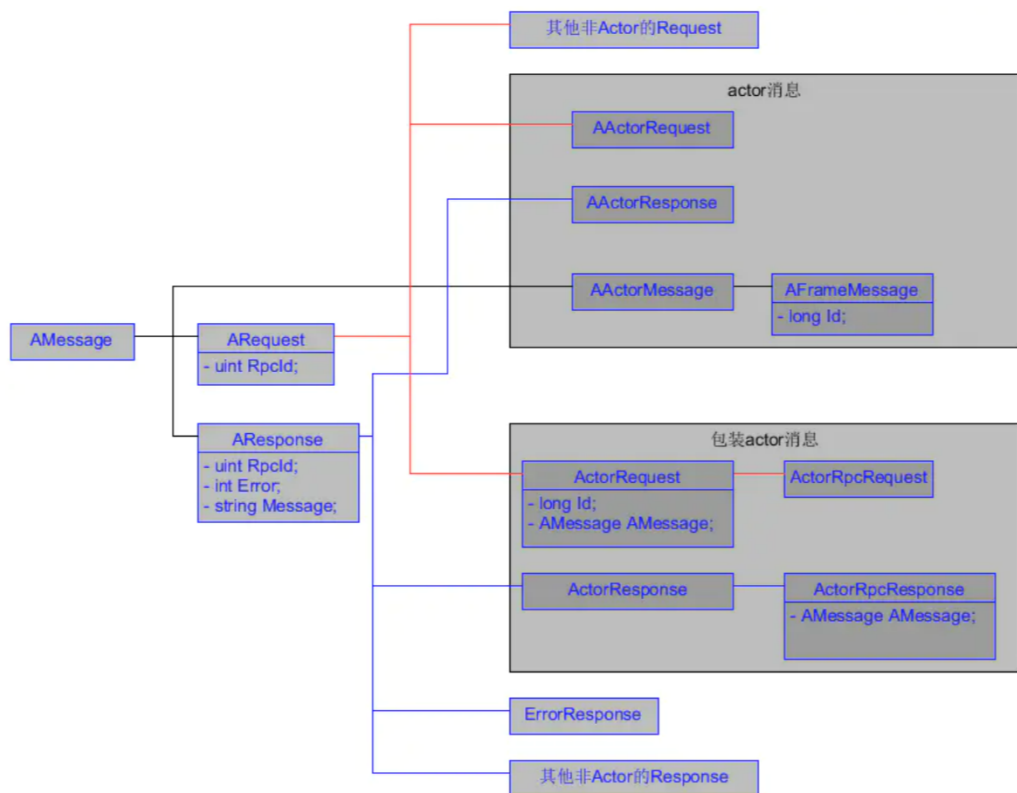 其他非Actor的Request
actor消息
AActorRequest
AActorResponse
AActorMessage
AFrameMessage
- long Id;
AMessage
ARequest
- uint RpcId;
AResponse
- uint RpcId;
- int Error;
- string Message;
包装actor消息
ActorRequest
- long Id;
- AMessage AMessage;
ActorRpcRequest
ActorResponse
ActorRpcResponse
- AMessage AMessage;
ErrorResponse
其他非Actor的Response